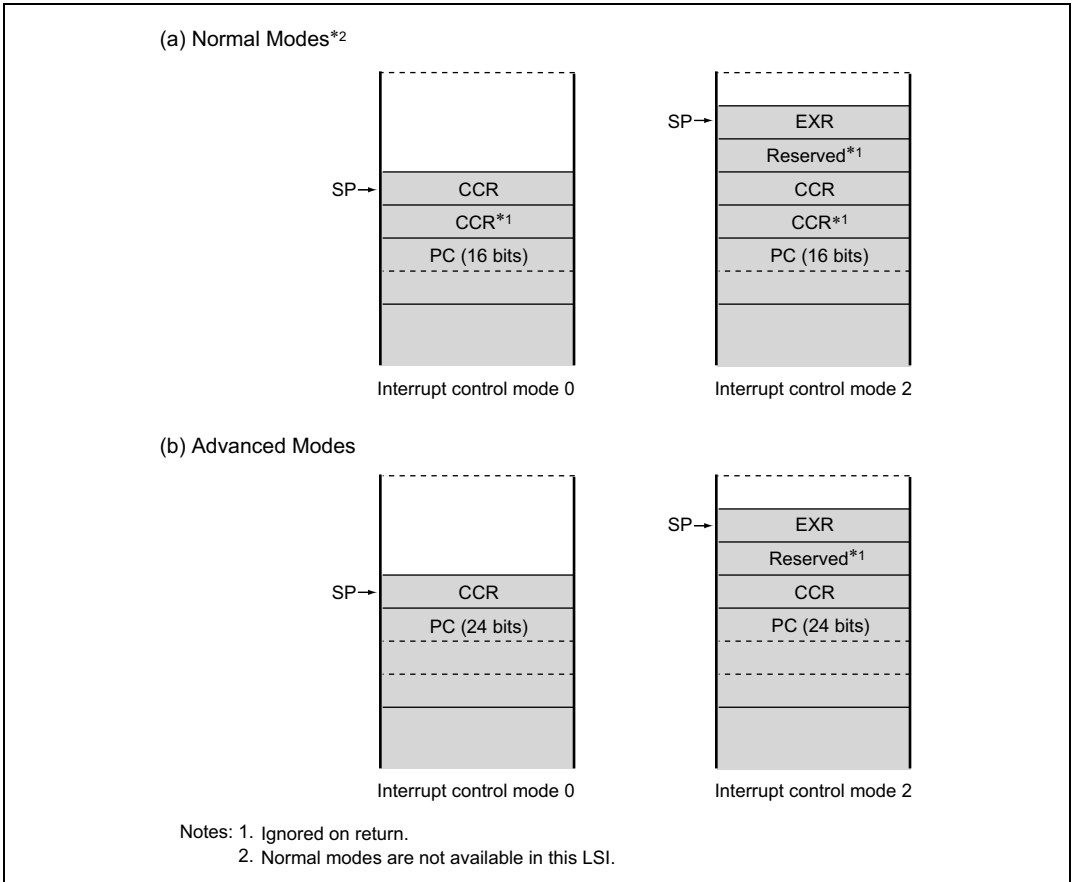 (a) Normal Modes*2
SP→ CCR
CCR*1
PC (16 bits)
Interrupt control mode 0
SP→ EXR
Reserved*1
CCR
CCR*1
PC (16 bits)
Interrupt control mode 2
(b) Advanced Modes
SP→ CCR
PC (24 bits)
Interrupt control mode 0
SP→ EXR
Reserved*1
CCR
PC (24 bits)
Interrupt control mode 2
Notes: 1. Ignored on return.
2. Normal modes are not available in this LSI.